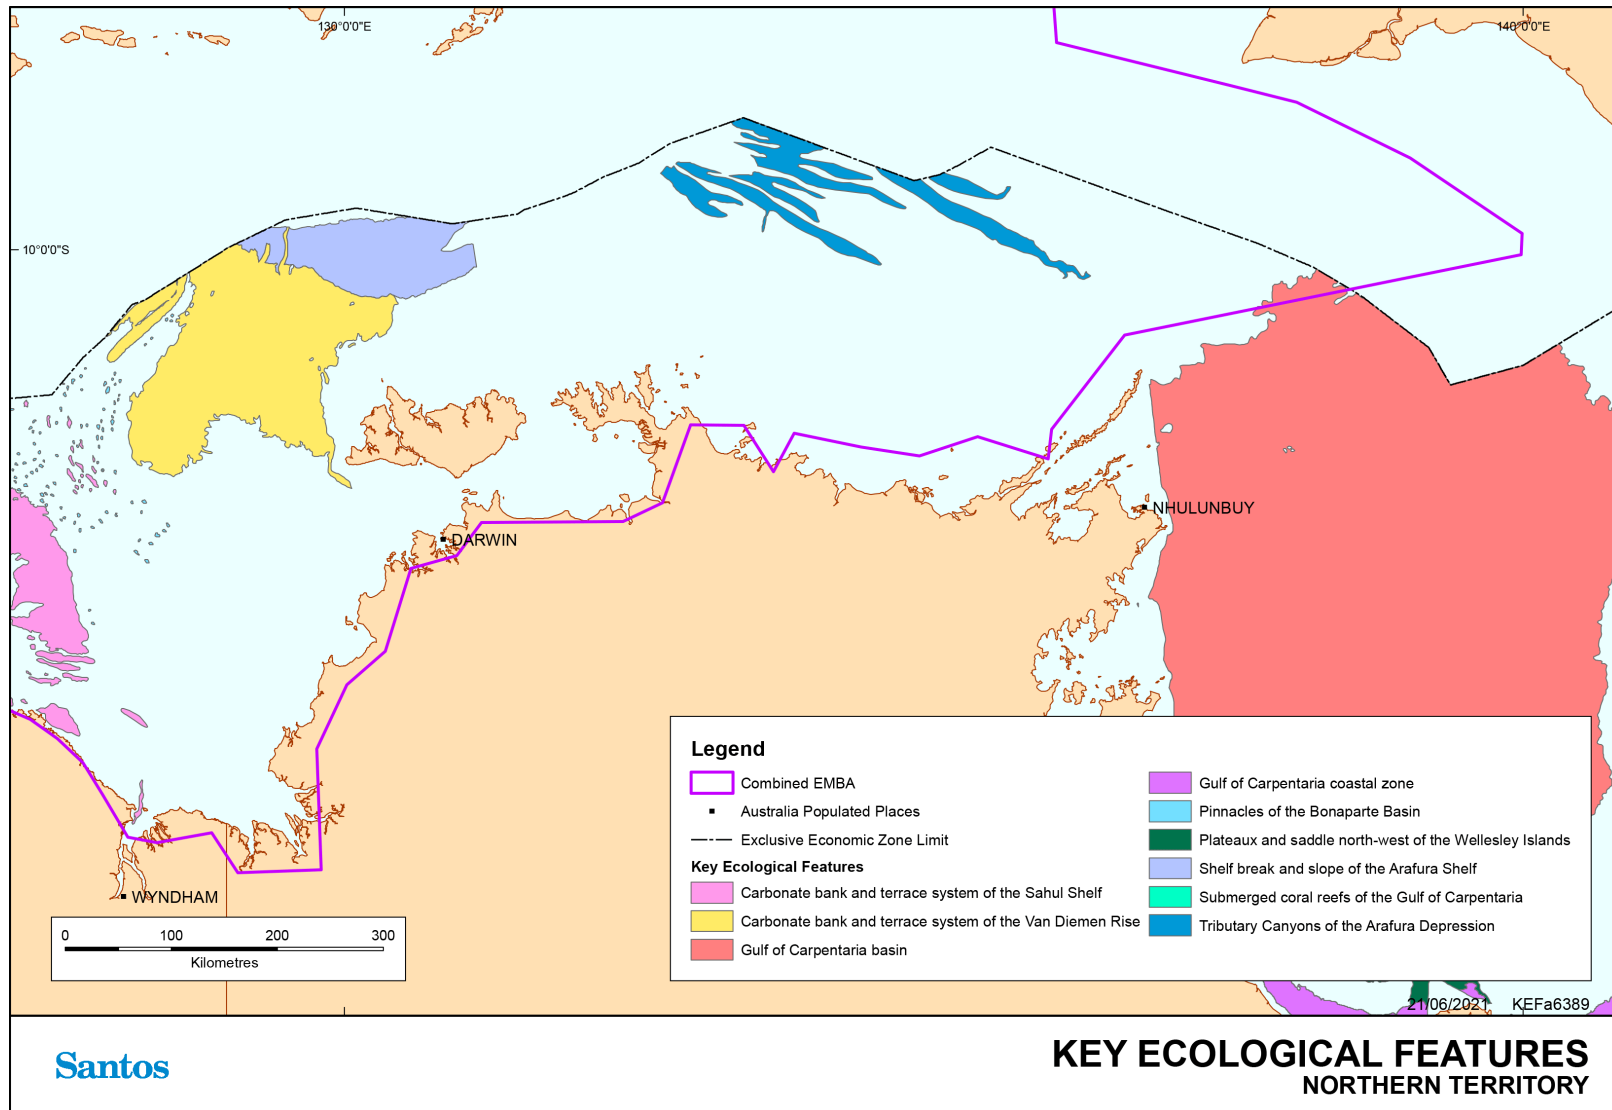 130°0'0"E
140°0'0"E
10°0'0"S
NHULUNBUY
DARWIN
WYNDHAM
Legend
Combined EMBA
Australia Populated Places
Exclusive Economic Zone Limit
Key Ecological Features
Carbonate bank and terrace system of the Sahul Shelf
Carbonate bank and terrace system of the Van Diemen Rise
Gulf of Carpentaria basin
Gulf of Carpentaria coastal zone
Pinnacles of the Bonaparte Basin
Plateaux and saddle north-west of the Wellesley Islands
Shelf break and slope of the Arafura Shelf
Submerged coral reefs of the Gulf of Carpentaria
Tributary Canyons of the Arafura Depression
0 100 200 300
Kilometres
21/06/2021 KEFa6389
Santos
KEY ECOLOGICAL FEATURES
NORTHERN TERRITORY